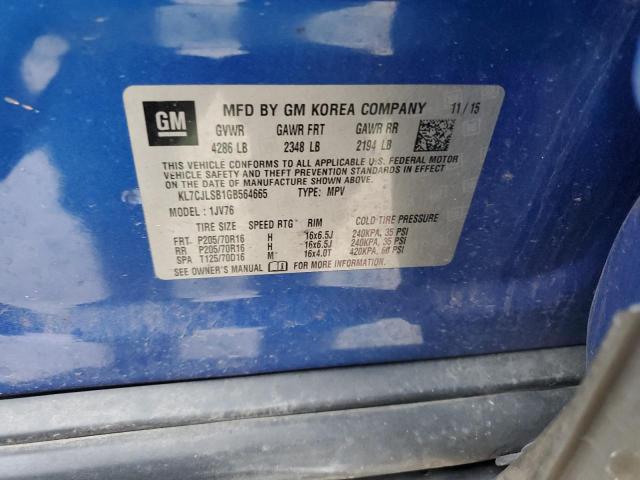 GM
MFD BY GM KOREA COMPANY 11/15
GVWR GAWR FRT GAWR RR
4286 LB 2348 LB 2194 LB
THIS VEHICLE CONFORMS TO ALL APPLICABLE U.S. FEDERAL MOTOR
VEHICLE SAFETY AND THEFT PREVENTION STANDARDS IN EFFECT ON THE
DATE OF MANUFACTURE SHOWN ABOVE.
KL7CJLSB1GB564665 TYPE: MPV
MODEL: 1JV76
TIRE SIZE SPEED RTG RIM COLD TIRE PRESSURE
FRT- P205/70R16 H 16x6.5J 240KPA, 35 PSI
RR P205/70R16 H 16x6.5J 240KPA, 35 PSI
SPA T125/70D16 M 16x4.0T 420KPA, 60 PSI
SEE OWNER'S MANUAL FOR MORE INFORMATION.